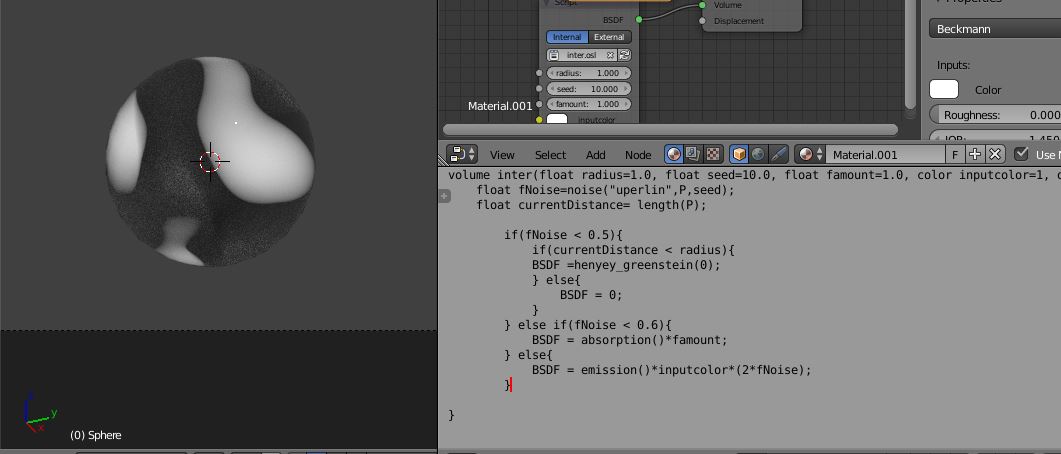 Script
BSDF
Volume
Displacement
Internal External
inter.osl
radius: 1.000
seed: 10.000
famount: 1.000
inputcolor
Material.001
Properties
Beckmann
Inputs:
Color
Roughness: 0.000
IOR: 1.450
View Select Add Node
Material.001 F
Use
volume inter(float radius=1.0, float seed=10.0, float famount=1.0, color inputcolor=1,
float fNoise=noise("uperlin",P,seed);
float currentDistance= length(P);
if(fNoise < 0.5){
if(currentDistance < radius){
BSDF =henyey_greenstein(0);
} else{
BSDF = 0;
}
} else if(fNoise < 0.6){
BSDF = absorption()*famount;
} else{
BSDF = emission()*inputcolor*(2*fNoise);
}
}
z
y
x
(0) Sphere